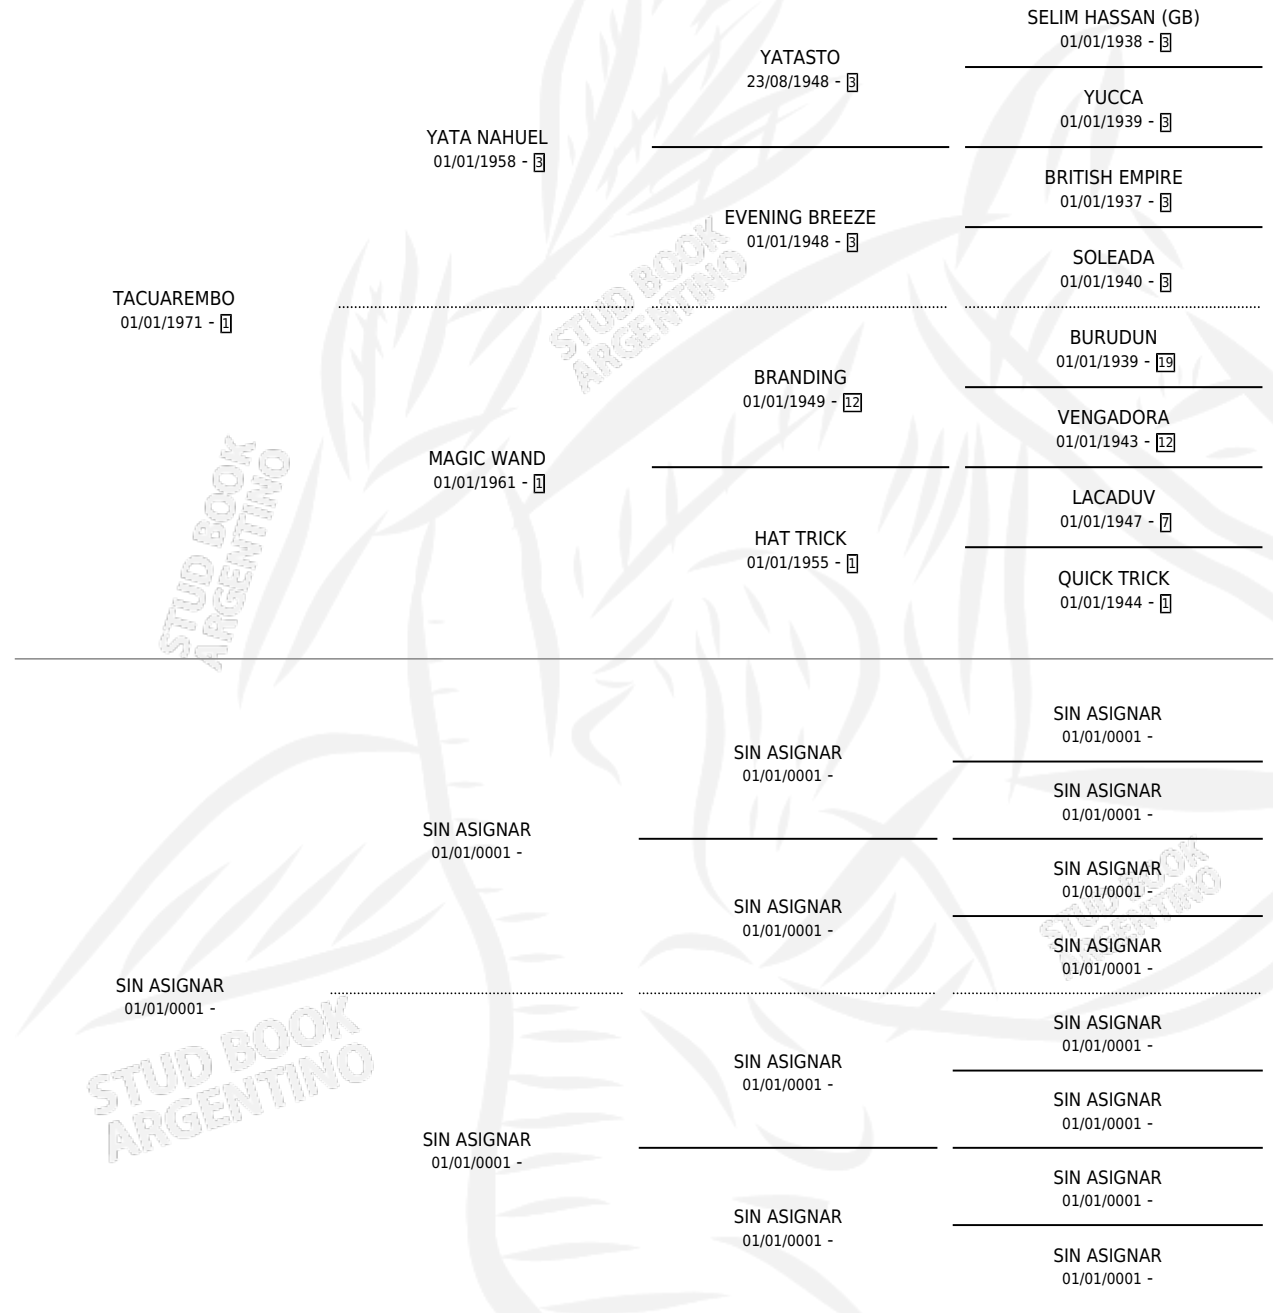 SELIM HASSAN (GB)
01/01/1938 - 3
YATASTO
23/08/1948 - 3
YUCCA
01/01/1939 - 3
YATA NAHUEL
01/01/1958 - 3
BRITISH EMPIRE
01/01/1937 - 3
EVENING BREEZE
01/01/1948 - 3
SOLEADA
01/01/1940 - 3
TACUAREMBO
01/01/1971 - 1
BURUDUN
01/01/1939 - 19
BRANDING
01/01/1949 - 12
VENGADORA
01/01/1943 - 12
MAGIC WAND
01/01/1961 - 1
LACADUV
01/01/1947 - 7
HAT TRICK
01/01/1955 - 1
QUICK TRICK
01/01/1944 - 1
SIN ASIGNAR
01/01/0001 -
SIN ASIGNAR
01/01/0001 -
SIN ASIGNAR
01/01/0001 -
SIN ASIGNAR
01/01/0001 -
SIN ASIGNAR
01/01/0001 -
SIN ASIGNAR
01/01/0001 -
SIN ASIGNAR
01/01/0001 -
SIN ASIGNAR
01/01/0001 -
SIN ASIGNAR
01/01/0001 -
SIN ASIGNAR
01/01/0001 -
SIN ASIGNAR
01/01/0001 -
SIN ASIGNAR
01/01/0001 -
SIN ASIGNAR
01/01/0001 -
SIN ASIGNAR
01/01/0001 -
SIN ASIGNAR
01/01/0001 -
STUD BOOK
ARGENTINO
STUD BOOK
ARGENTINO
STUD BOOK
ARGENTINO
STUD BOOK
ARGENTINO